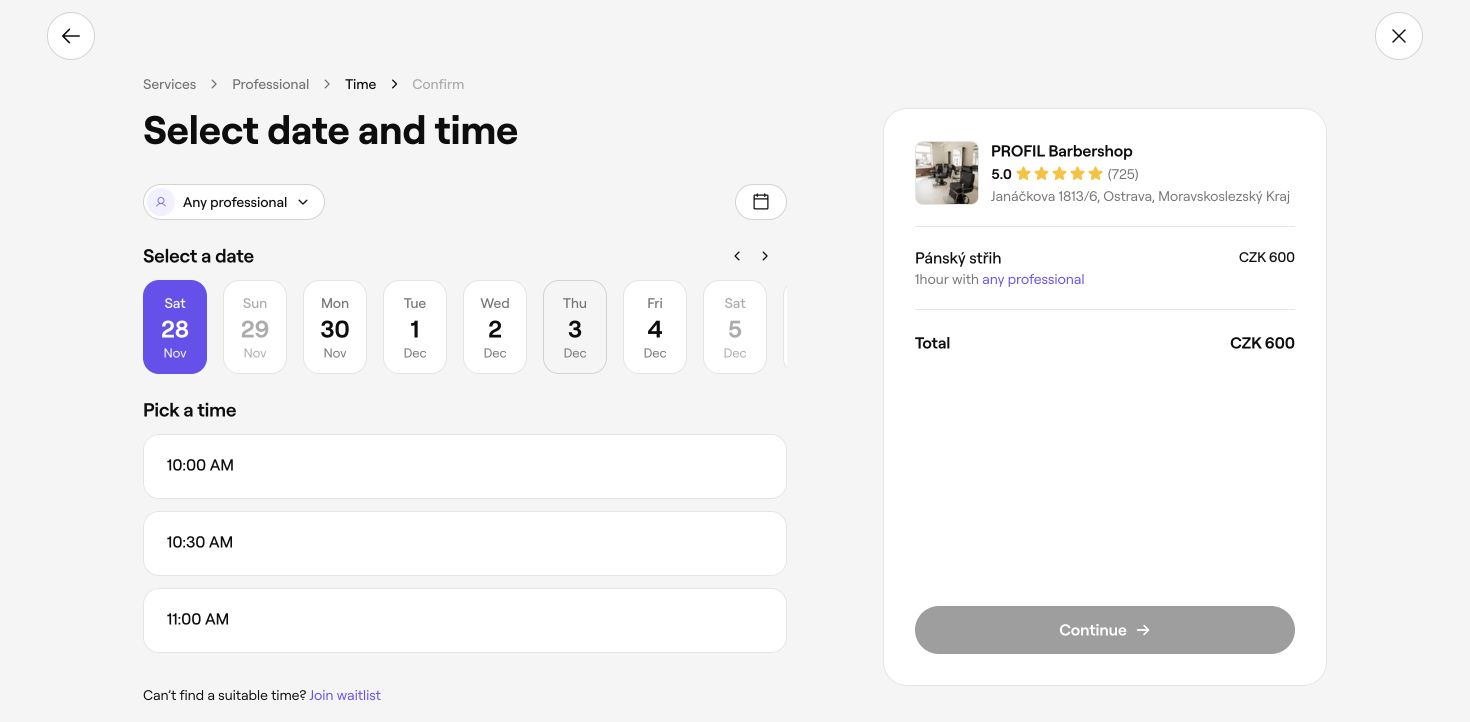 Services Professional Time Confirm
Select date and time
Any professional
Select a date
Sat 28 Nov
Sun 29 Nov
Mon 30 Nov
Tue 1 Dec
Wed 2 Dec
Thu 3 Dec
Fri 4 Dec
Sat 5 Dec
Pick a time
10:00 AM
10:30 AM
11:00 AM
Can't find a suitable time? Join waitlist
PROFIL Barbershop
5.0 (725)
Janáčkova 1813/6, Ostrava, Moravskoslezský Kraj
Pánský střih CZK 600
1hour with any professional
Total CZK 600
Continue